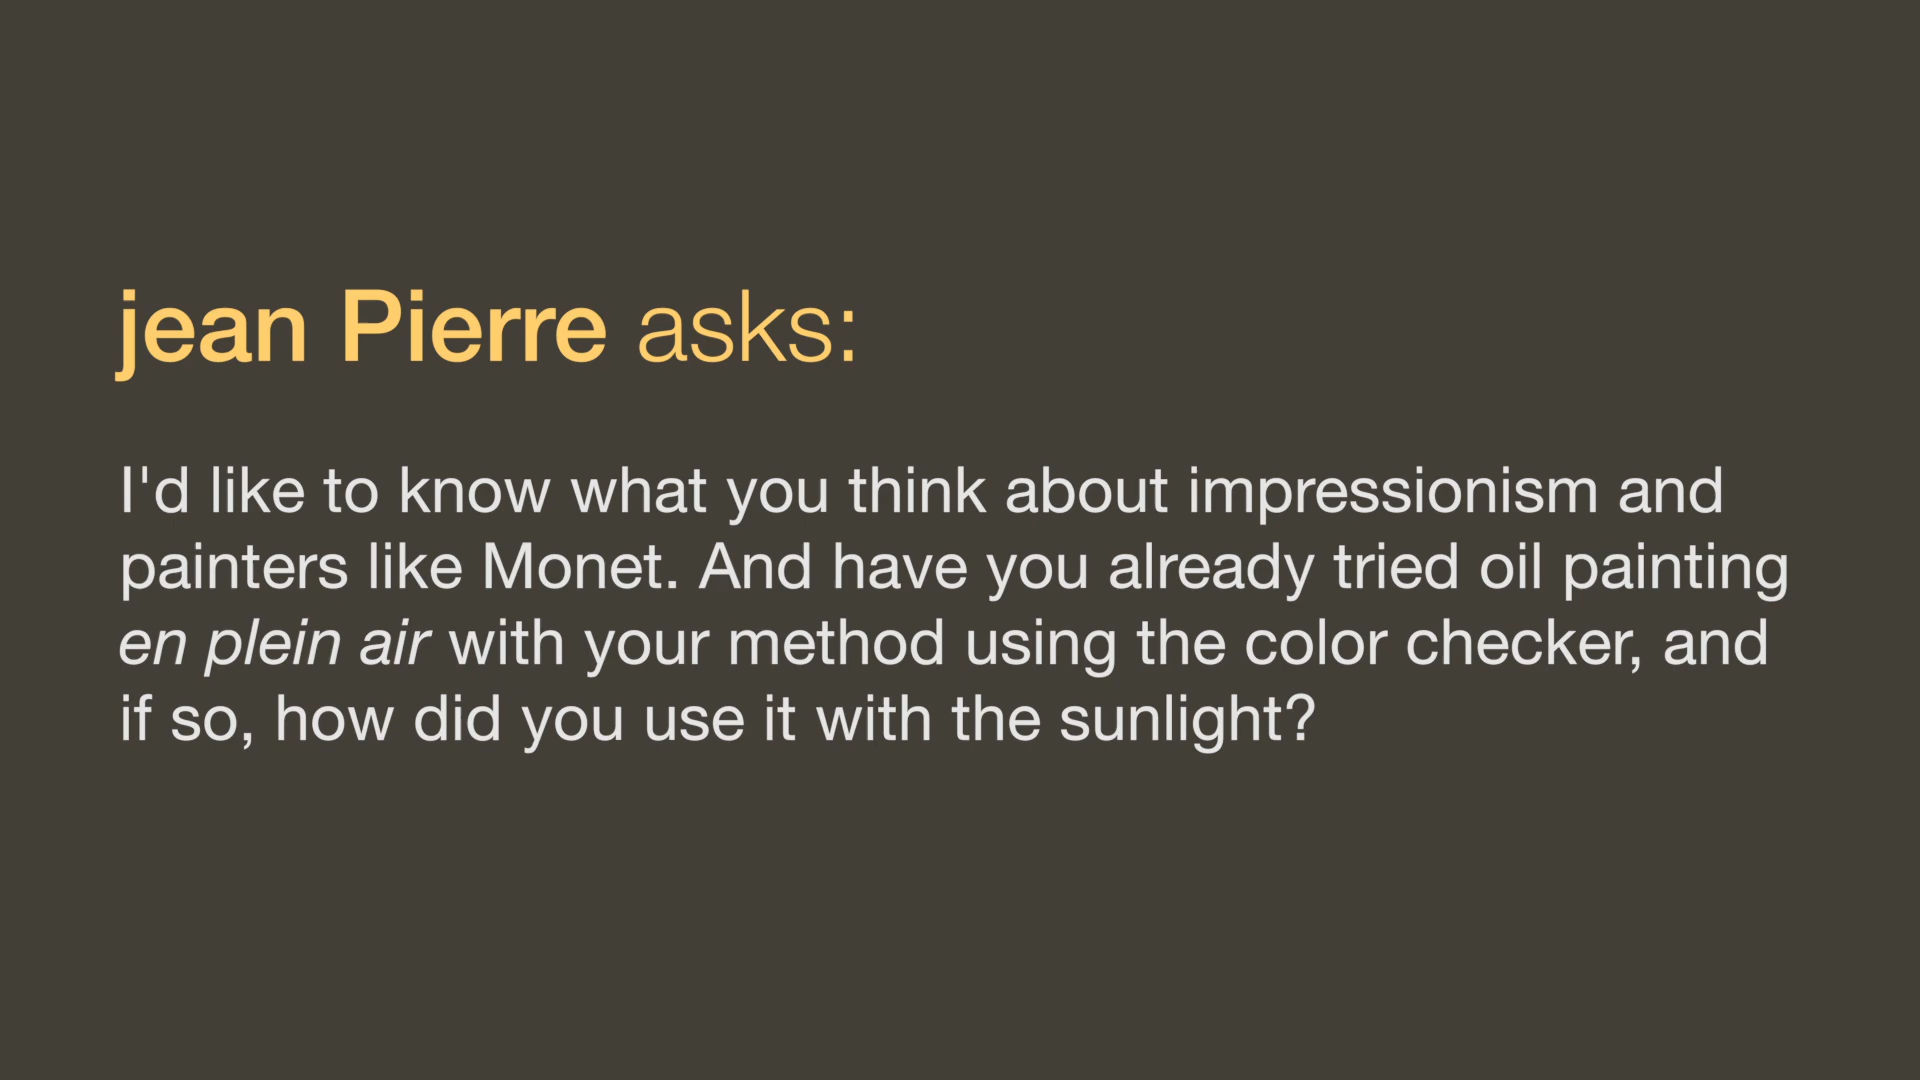 jean Pierre asks:
I'd like to know what you think about impressionism and
painters like Monet. And have you already tried oil painting
en plein air with your method using the color checker, and
if so, how did you use it with the sunlight?